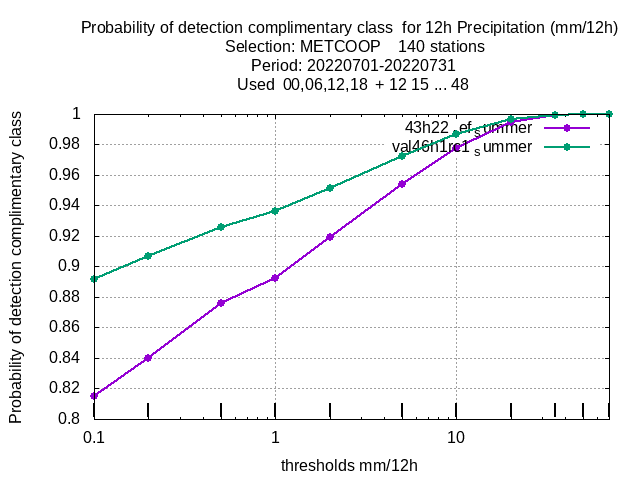 Probability of detection complimentary class for 12h Precipitation (mm/12h)
Selection: METCOOP 140 stations
Period: 20220701-20220731
Used 00,06,12,18 + 12 15 ... 48
Probability of detection complimentary class
1
0.98
0.96
0.94
0.92
0.9
0.88
0.86
0.84
0.82
0.8
summer
summer
0.1
1
10
thresholds mm/12h